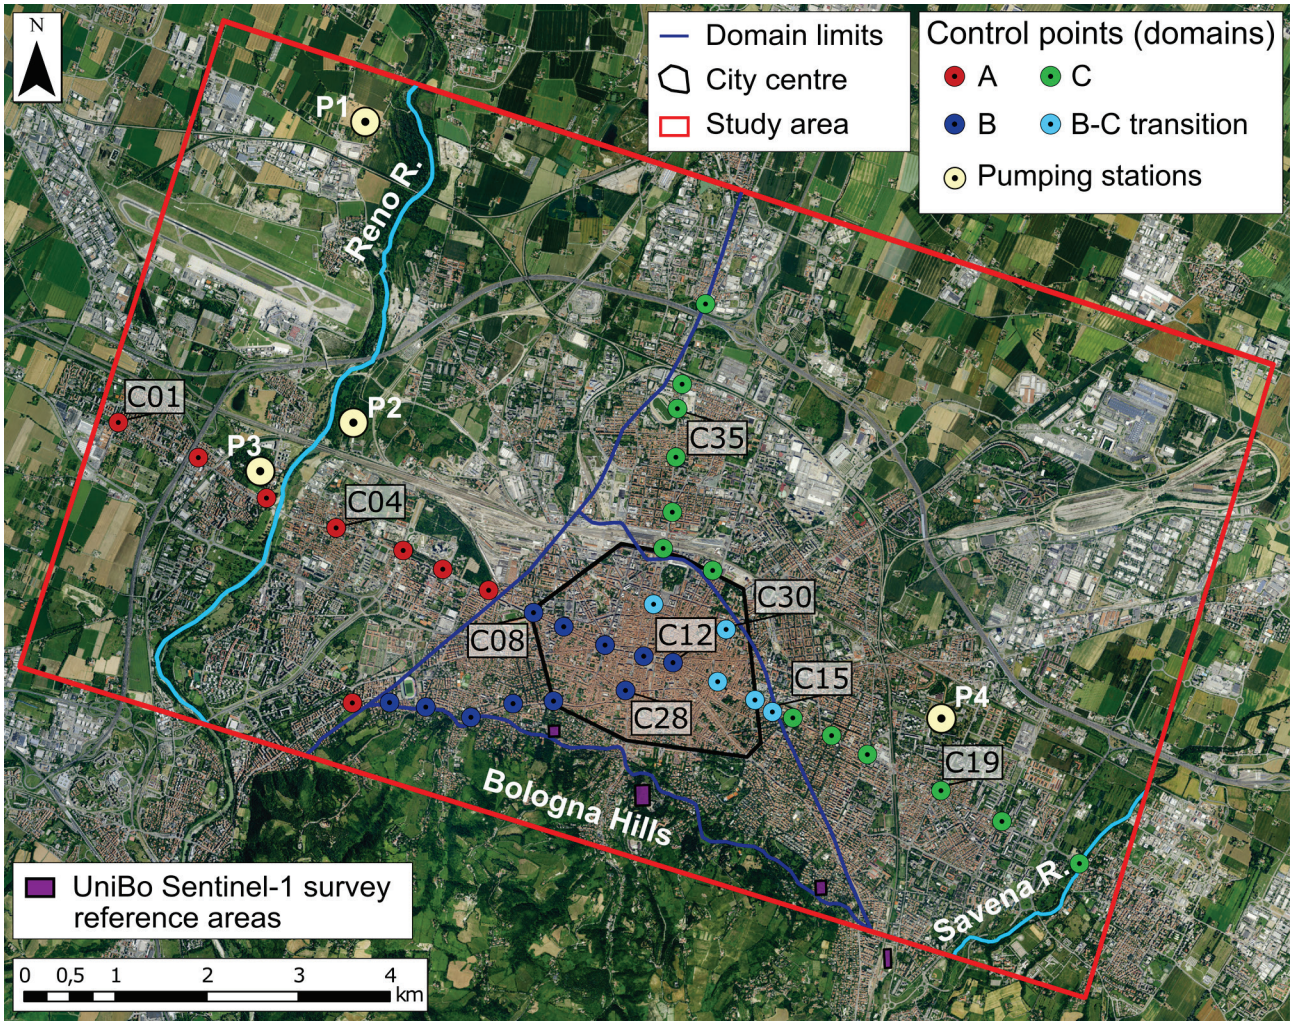 N
Domain limits
City centre
Study area
Control points (domains)
A
C
B
B-C transition
Pumping stations
P1
Reno R.
C01
P2
P3
C35
C04
C30
C08
C12
C15
C28
P4
C19
Bologna Hills
Savena R.
UniBo Sentinel-1 survey
reference areas
0 0,5 1 2 3 4
km